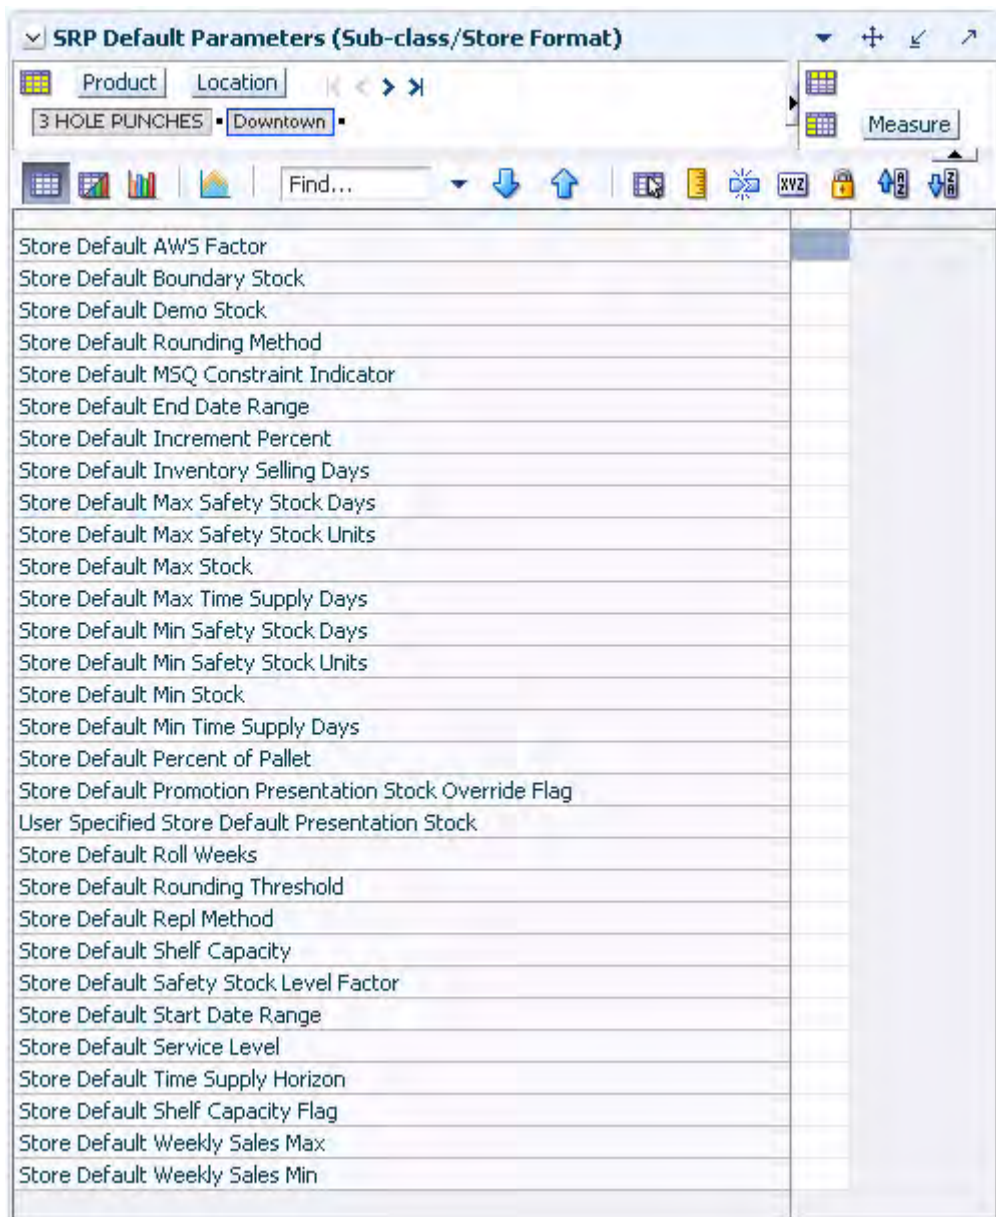 SRP Default Parameters (Sub-class/Store Format)
Product Location
3 HOLE PUNCHES Downtown
Measure
Find... XYZ A Z Z A
Store Default AWS Factor
Store Default Boundary Stock
Store Default Demo Stock
Store Default Rounding Method
Store Default MSQ Constraint Indicator
Store Default End Date Range
Store Default Increment Percent
Store Default Inventory Selling Days
Store Default Max Safety Stock Days
Store Default Max Safety Stock Units
Store Default Max Stock
Store Default Max Time Supply Days
Store Default Min Safety Stock Days
Store Default Min Safety Stock Units
Store Default Min Stock
Store Default Min Time Supply Days
Store Default Percent of Pallet
Store Default Promotion Presentation Stock Override Flag
User Specified Store Default Presentation Stock
Store Default Roll Weeks
Store Default Rounding Threshold
Store Default Repl Method
Store Default Shelf Capacity
Store Default Safety Stock Level Factor
Store Default Start Date Range
Store Default Service Level
Store Default Time Supply Horizon
Store Default Shelf Capacity Flag
Store Default Weekly Sales Max
Store Default Weekly Sales Min